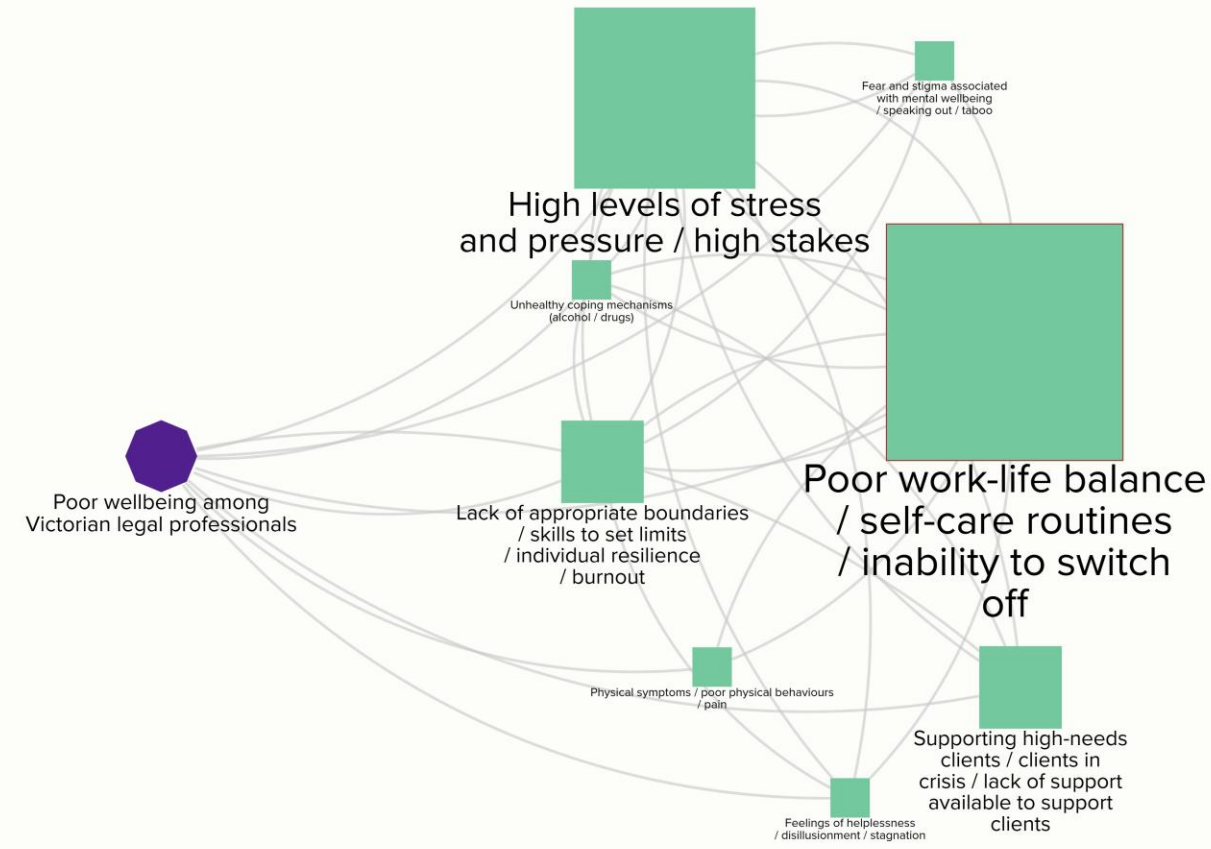 Fear and stigma associated
with mental wellbeing
/ speaking out / taboo
High levels of stress
and pressure / high stakes
Unhealthy coping mechanisms
(alcohol / drugs)
Poor work-life balance
/ self-care routines
/ inability to switch
off
Poor wellbeing among
Victorian legal professionals
Lack of appropriate boundaries
/ skills to set limits
/ individual resilience
/ burnout
Physical symptoms / poor physical behaviours
/ pain
Supporting high-needs
clients / clients in
crisis / lack of support
available to support
clients
Feelings of helplessness
/ disillusionment / stagnation